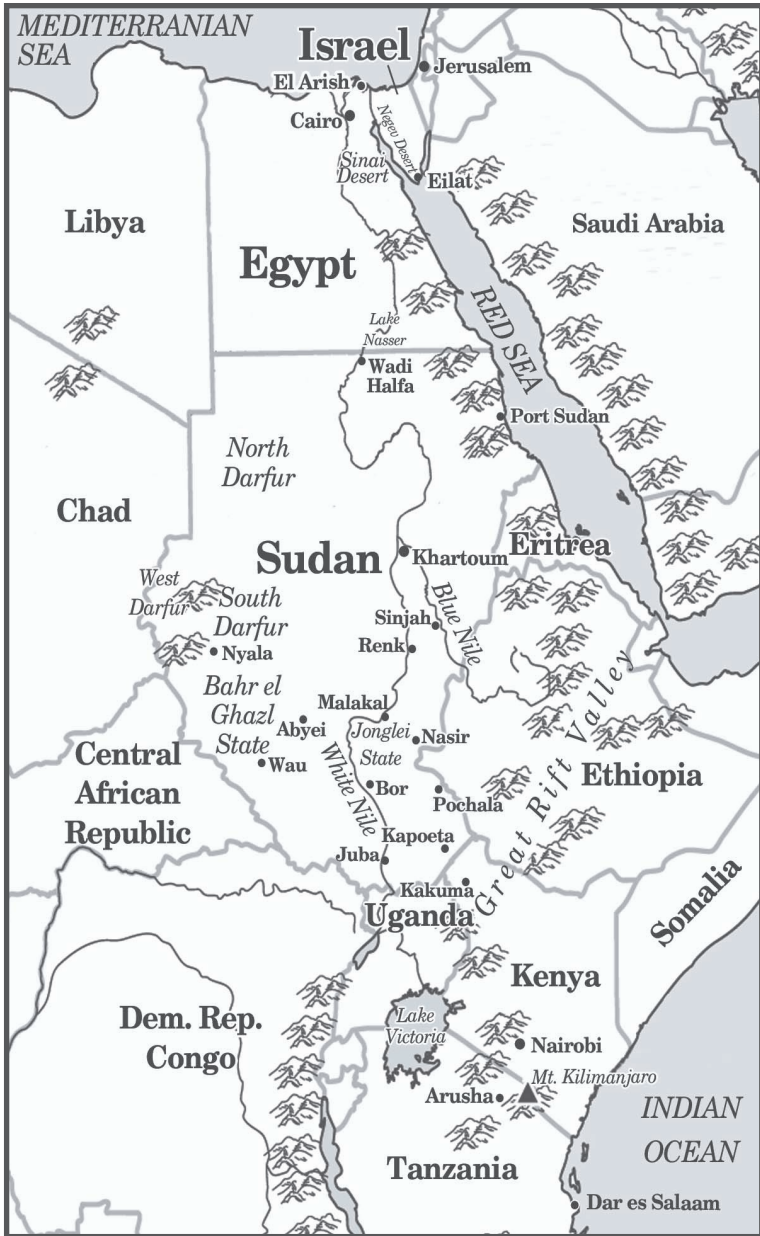 MEDITERRANEAN
SEA
Israel
Jerusalem
El Arish
Cairo
Negev Desert
Sinai
Desert
Eilat
Libya
Saudi Arabia
Egypt
RED SEA
Lake
Nasser
Wadi
Halfa
Port Sudan
North
Darfur
Chad
Sudan
Khartoum
Eritrea
West
Darfur
South
Darfur
Blue Nile
Sinjah
Renk
Nyala
Bahr el
Ghazl
State
Malakal
Abyei
Jonglei
State
Nasir
Great Rift Valley
Central
African
Republic
Wau
White Nile
Ethiopia
Bor
Pochala
Kapoeta
Juba
Kakuma
Somalia
Uganda
Kenya
Dem. Rep.
Congo
Lake
Victoria
Nairobi
Mt. Kilimanjaro
Arusha
INDIAN
OCEAN
Tanzania
Dar es Salaam